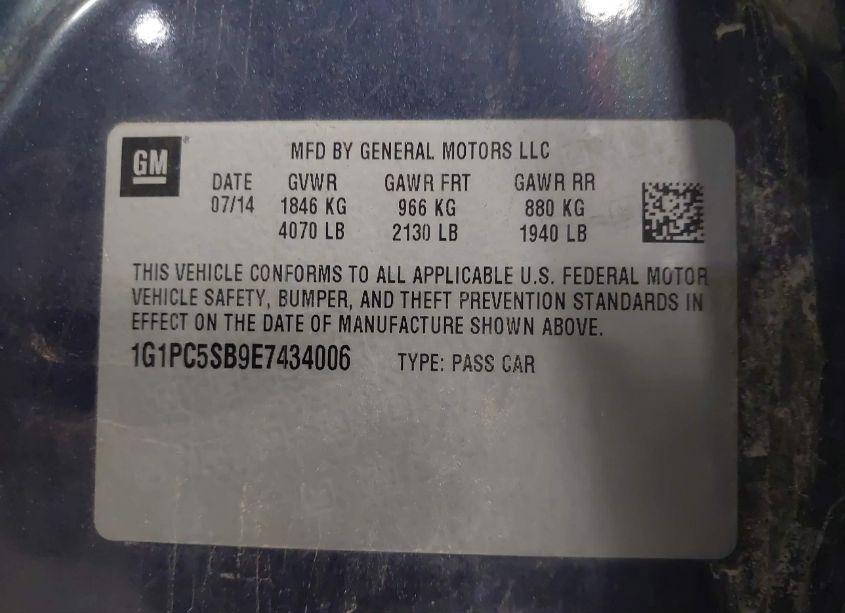 GM
MFD BY GENERAL MOTORS LLC
DATE GVWR GAWR FRT GAWR RR
07/14 1846 KG 966 KG 880 KG
4070 LB 2130 LB 1940 LB
THIS VEHICLE CONFORMS TO ALL APPLICABLE U.S. FEDERAL MOTOR
VEHICLE SAFETY, BUMPER, AND THEFT PREVENTION STANDARDS IN
EFFECT ON THE DATE OF MANUFACTURE SHOWN ABOVE.
1G1PC5SB9E7434006 TYPE: PASS CAR